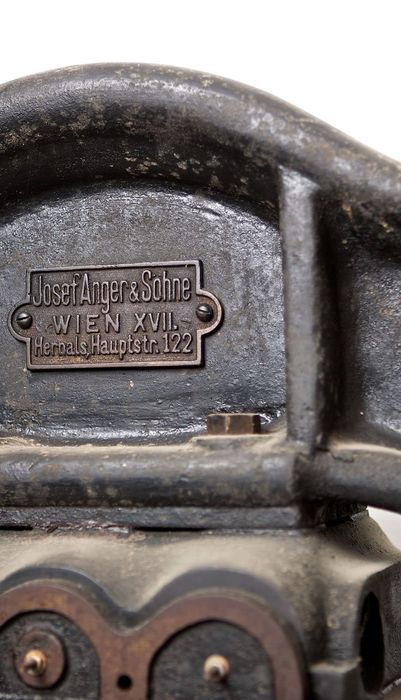 Josef Anger & Söhne
WIEN XVII.
Hernals, Hauptstr. 122